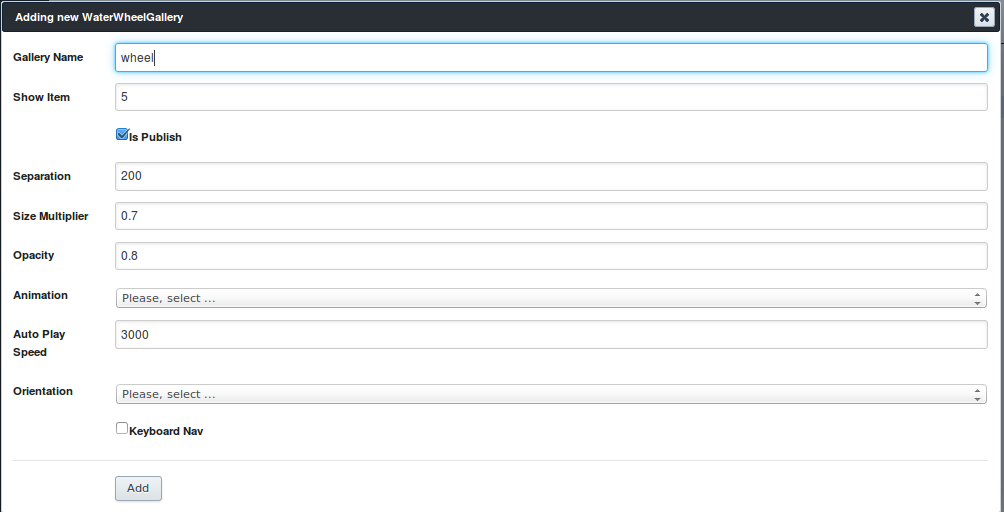 Adding new WaterWheelGallery
Gallery Name wheel
Show Item 5
Is Publish
Separation 200
Size Multiplier 0.7
Opacity 0.8
Animation Please, select ...
Auto Play Speed 3000
Orientation Please, select ...
Keyboard Nav
Add